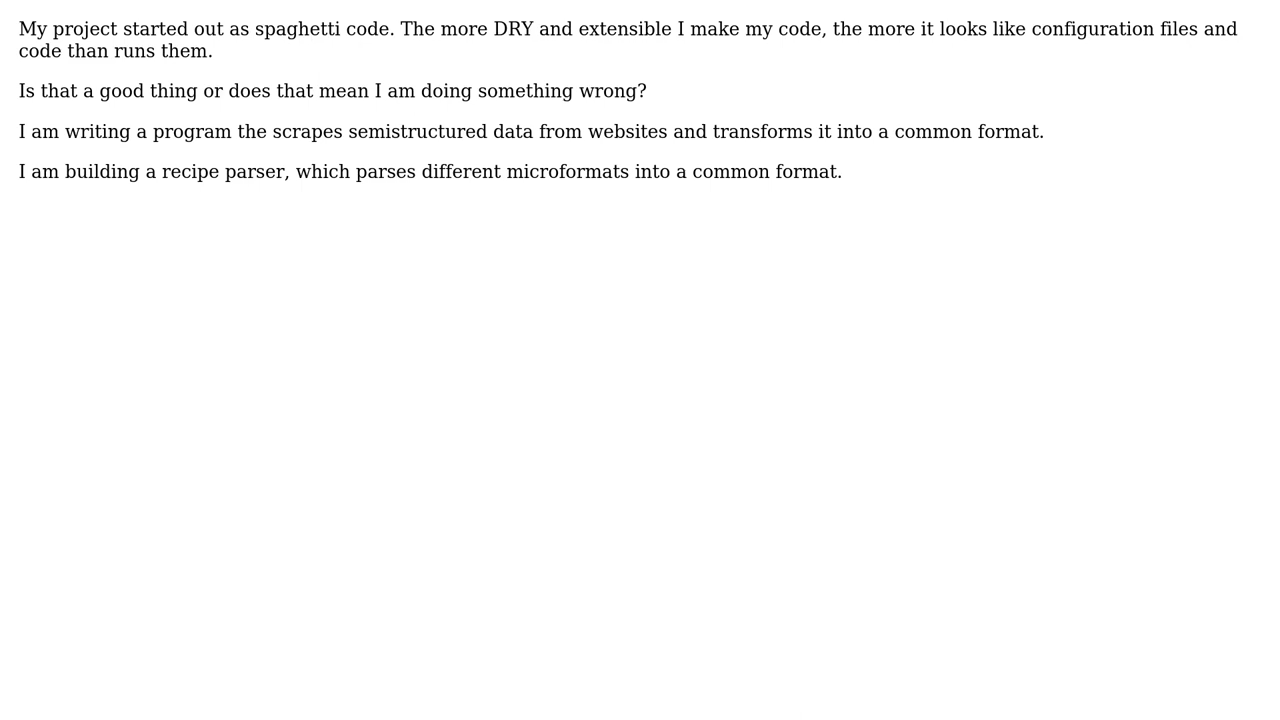 My project started out as spaghetti code. The more DRY and extensible I make my code, the more it looks like configuration files and
code than runs them.
Is that a good thing or does that mean I am doing something wrong?
I am writing a program the scrapes semistructured data from websites and transforms it into a common format.
I am building a recipe parser, which parses different microformats into a common format.